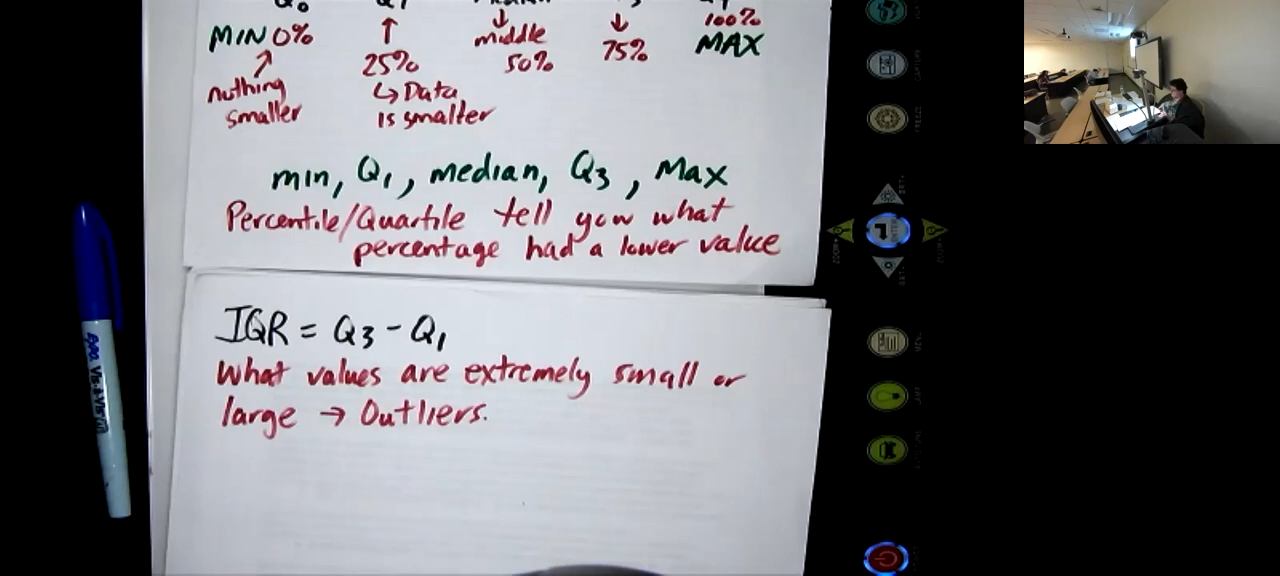 MIN 0% ↑ ↓ middle ↓ 100% MAX
25% 50% 75%
nothing smaller
↳ Data is smaller
min, Q1, median, Q3, Max
Percentile/Quartile tell you what
percentage had a lower value
IQR = Q3 - Q1
What values are extremely small or
large → Outliers.